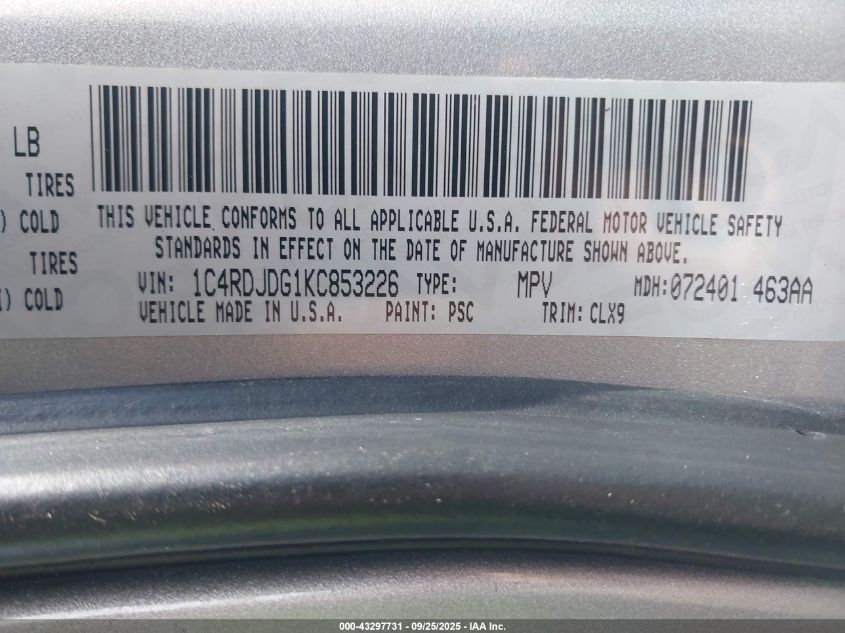 LB
TIRES
) COLD
TIRES
I) COLD
THIS VEHICLE CONFORMS TO ALL APPLICABLE U.S.A. FEDERAL MOTOR VEHICLE SAFETY
STANDARDS IN EFFECT ON THE DATE OF MANUFACTURE SHOWN ABOVE.
VIN: 1C4RDJDG1KC853226 TYPE: MPV MDH:072401 463AA
VEHICLE MADE IN U.S.A. PAINT: PSC TRIM: CLX9
000-43297731 - 09/25/2025 - IAA Inc.